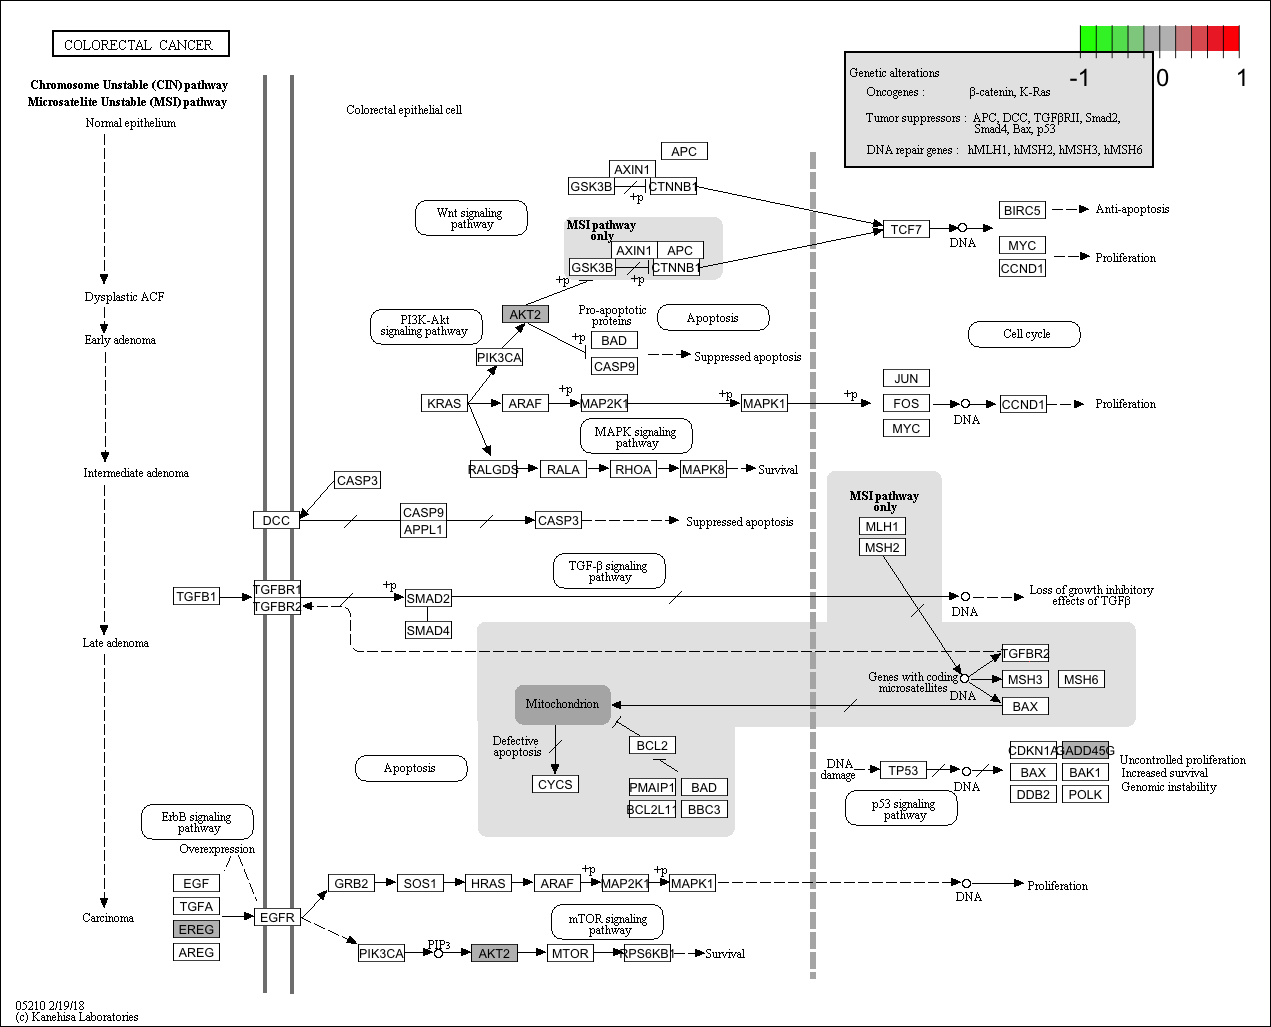 COLORECTAL CANCER
-1
0
1
Genetic alterations
Oncogenes : β-catenin, K-Ras
Tumor suppressors : APC, DCC, TGFβRII, Smad2,
Smad4, Bax, p53
DNA repair genes : hMLH1, hMSH2, hMSH3, hMSH6
Chromosome Unstable (CIN) pathway
Microsatelite Unstable (MSI) pathway
Normal epithelium
Dysplastic ACF
Early adenoma
Intermediate adenoma
Late adenoma
Carcinoma
Colorectal epithelial cell
APC
AXIN1
GSK3B
CTNNB1
+p
Wnt signaling
pathway
MSI pathway
only
AXIN1
APC
GSK3B
CTNNB1
+p
+p
TCF7
DNA
BIRC5
Anti-apoptosis
MYC
CCND1
Proliferation
AKT2
PI3K-Akt
signaling pathway
Pro-apoptotic
proteins
Apoptosis
+p
BAD
CASP9
Suppressed apoptosis
PIK3CA
Cell cycle
KRAS
ARAF
+p
MAP2K1
+p
MAPK1
+p
JUN
FOS
MYC
DNA
CCND1
Proliferation
MAPK signaling
pathway
RALGDS
RALA
RHOA
MAPK8
Survival
CASP3
DCC
CASP9
APPL1
CASP3
Suppressed apoptosis
MSI pathway
only
MLH1
MSH2
TGF-β signaling
pathway
TGFB1
TGFBR1
TGFBR2
+p
SMAD2
SMAD4
DNA
Loss of growth inhibitory
effects of TGFβ
TGFBR2
Genes with coding
microsatellites
DNA
MSH3
MSH6
BAX
Mitochondrion
Defective
apoptosis
CYCS
BCL2
PMAIP1
BAD
BCL2L11
BBC3
Apoptosis
DNA
damage
TP53
DNA
CDKN1A
GADD45G
BAX
BAK1
DDB2
POLK
Uncontrolled proliferation
Increased survival
Genomic instability
p53 signaling
pathway
ErbB signaling
pathway
Overexpression
EGF
TGFA
EREG
AREG
EGFR
GRB2
SOS1
HRAS
ARAF
+p
MAP2K1
+p
MAPK1
DNA
Proliferation
mTOR signaling
pathway
PIK3CA
PIP3
AKT2
MTOR
RPS6KB1
Survival
05210 2/19/18
(c) Kanehisa Laboratories